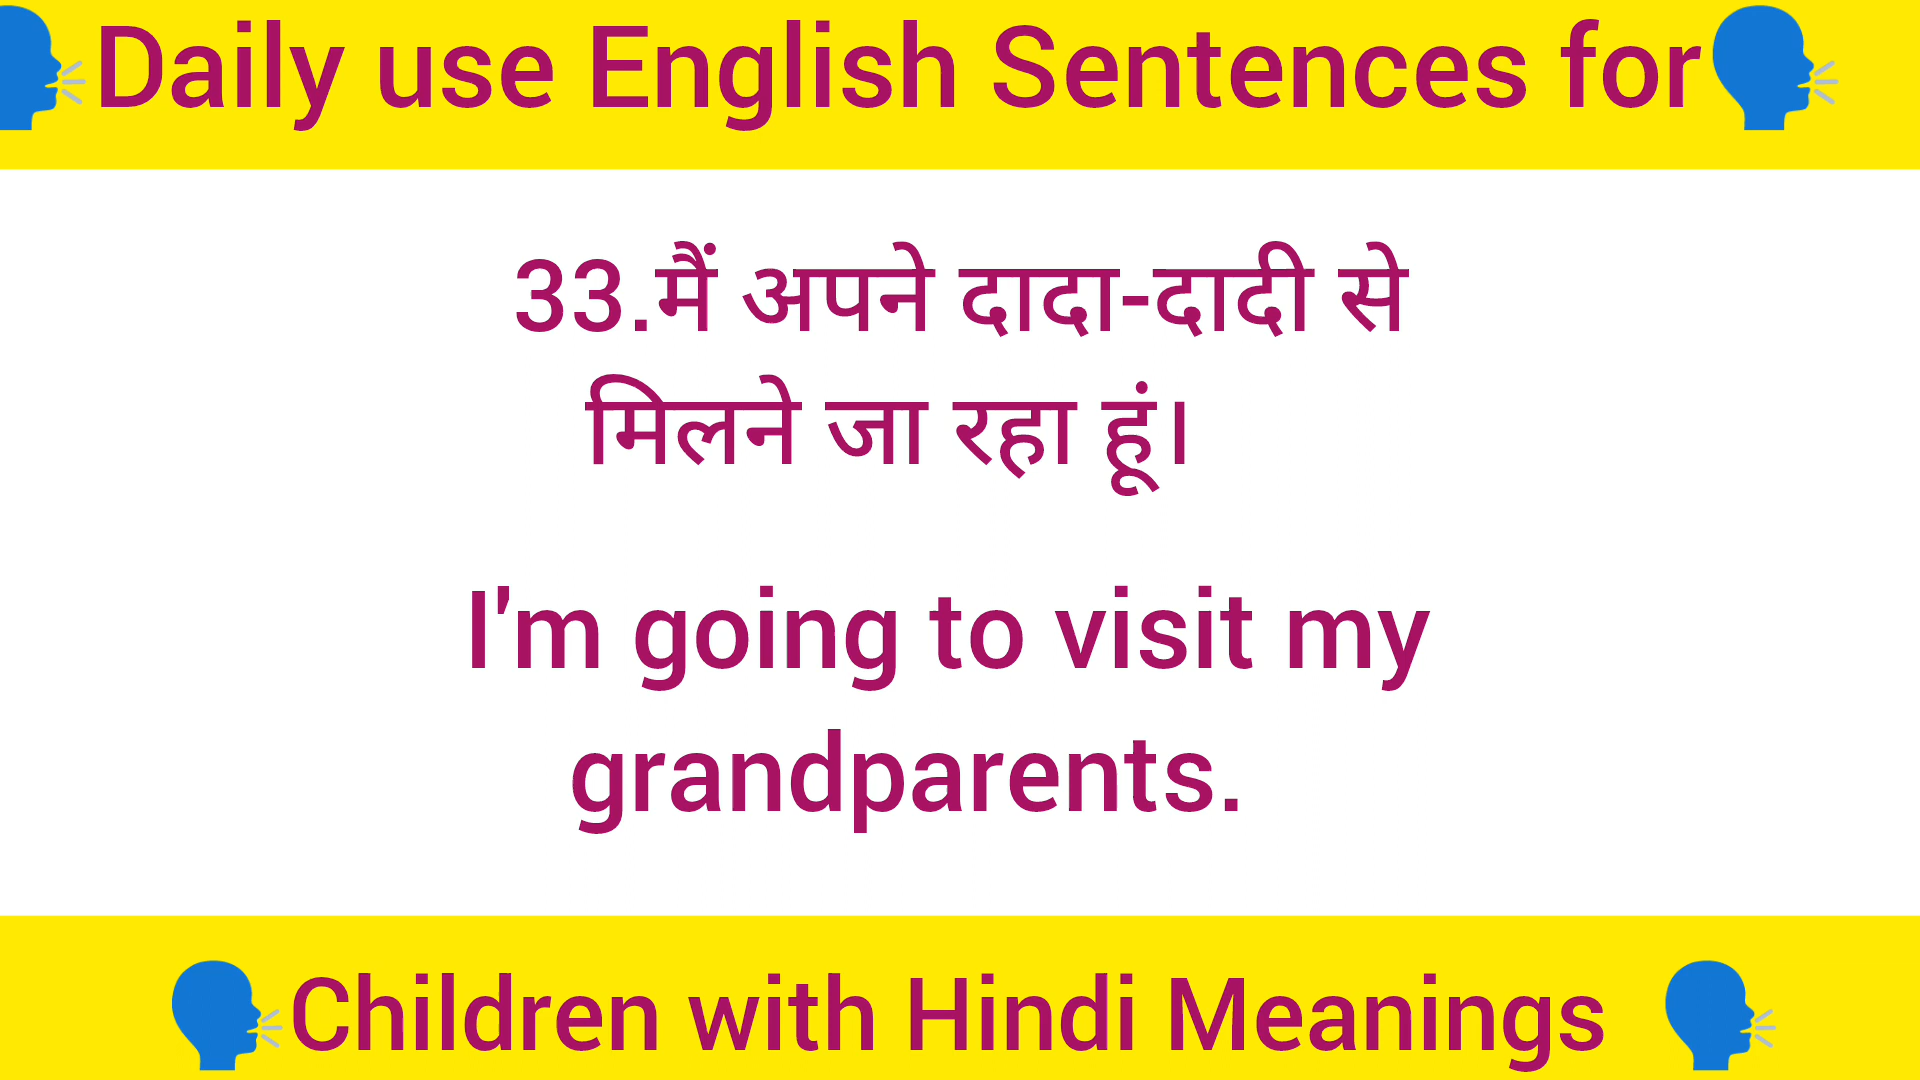 Daily use English Sentences for
33.मैं अपने दादा-दादी से
मिलने जा रहा हूं।
I'm going to visit my
grandparents.
Children with Hindi Meanings